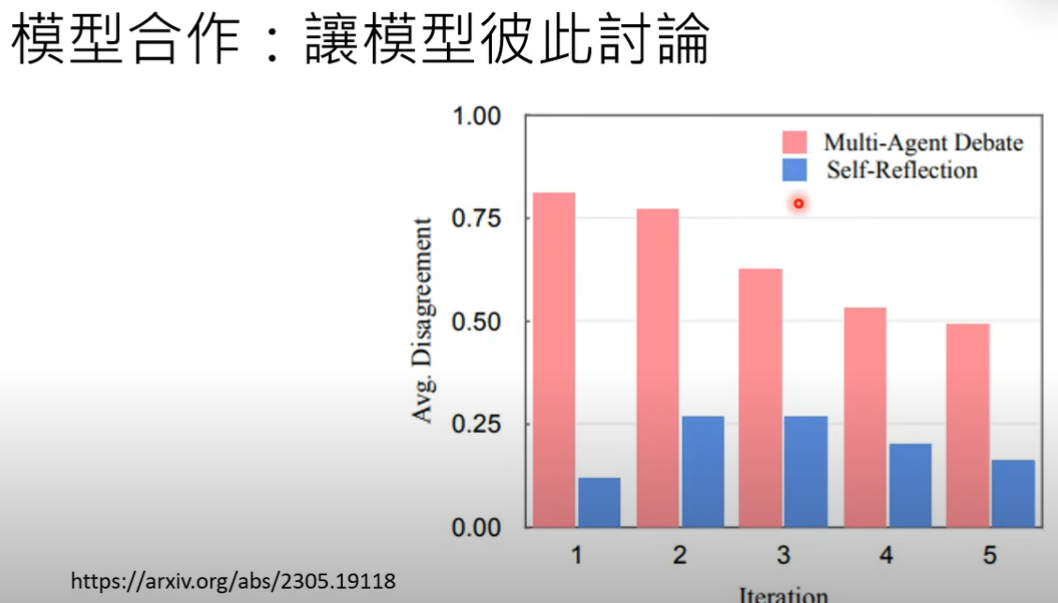 模型合作：讓模型彼此討論
1.00
Multi-Agent Debate
Self-Reflection
0.75
0.50
0.25
0.00
Avg. Disagreement
1 2 3 4 5
Iteration
https://arxiv.org/abs/2305.19118